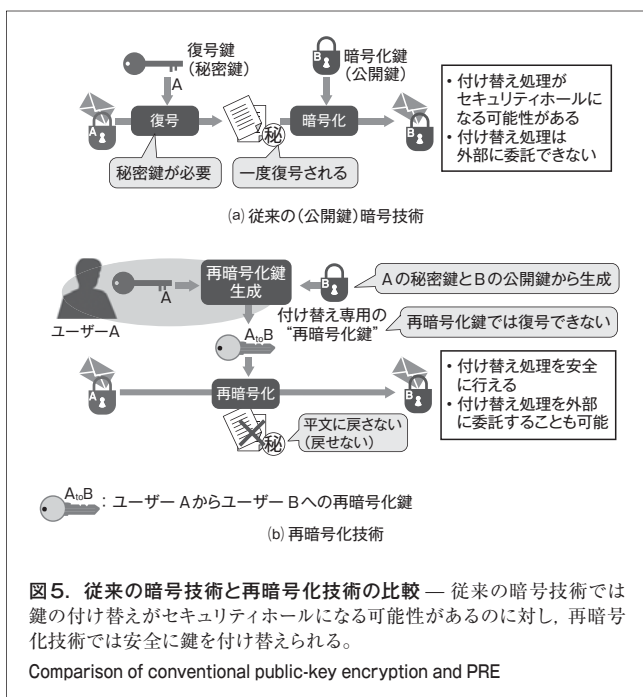 復号鍵
(秘密鍵)
A
暗号化鍵
(公開鍵)
B
A
復号
秘
暗号化
B
秘密鍵が必要
一度復号される
・付け替え処理が
セキュリティホールに
なる可能性がある
・付け替え処理は
外部に委託できない
(a) 従来の(公開鍵)暗号技術
ユーザーA
A
再暗号化鍵
生成
B
Aの秘密鍵とBの公開鍵から生成
付け替え専用の
“再暗号化鍵”
再暗号化鍵では復号できない
AtoB
A
再暗号化
B
秘
平文に戻さない
(戻せない)
・付け替え処理を安全
に行える
・付け替え処理を外部
に委託することも可能
AtoB
：ユーザーAからユーザーBへの再暗号化鍵
(b) 再暗号化技術
図5．従来の暗号技術と再暗号化技術の比較 ― 従来の暗号技術では
鍵の付け替えがセキュリティホールになる可能性があるのに対し，再暗号
化技術では安全に鍵を付け替えられる。
Comparison of conventional public-key encryption and PRE